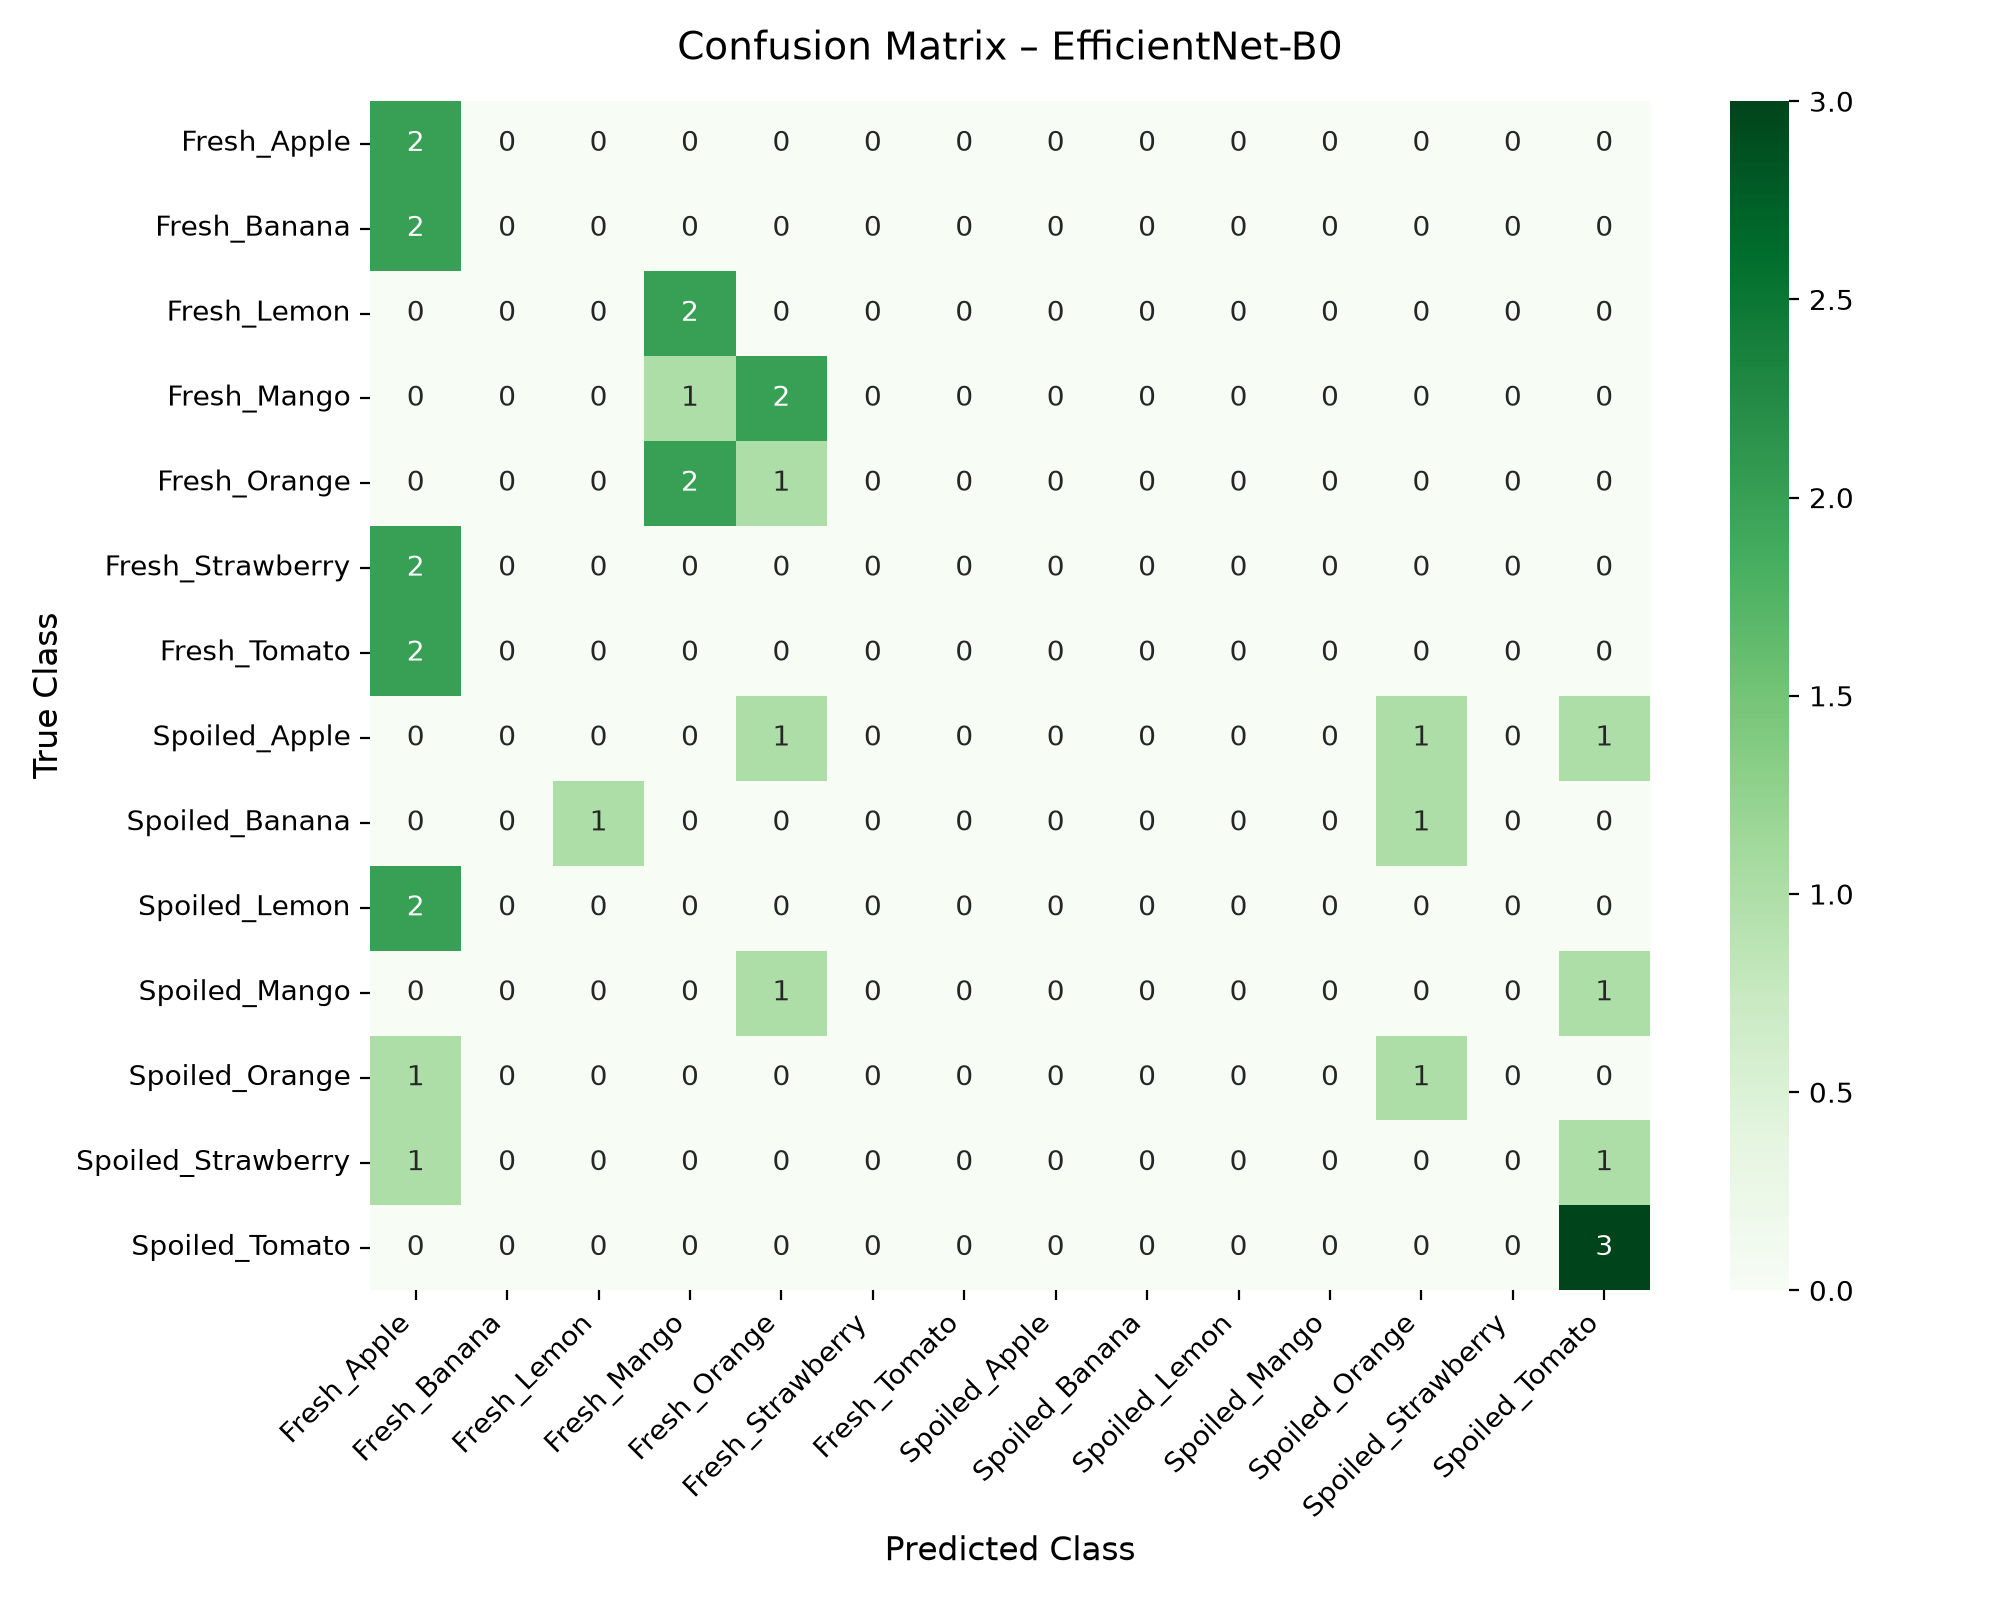 Confusion Matrix – EfficientNet-B0
Fresh_Apple 2 0 0 0 0 0 0 0 0 0 0 0 0 0
Fresh_Banana 2 0 0 0 0 0 0 0 0 0 0 0 0 0
Fresh_Lemon 0 0 0 2 0 0 0 0 0 0 0 0 0 0
Fresh_Mango 0 0 0 1 2 0 0 0 0 0 0 0 0 0
Fresh_Orange 0 0 0 2 1 0 0 0 0 0 0 0 0 0
Fresh_Strawberry 2 0 0 0 0 0 0 0 0 0 0 0 0 0
Fresh_Tomato 2 0 0 0 0 0 0 0 0 0 0 0 0 0
Spoiled_Apple 0 0 0 0 1 0 0 0 0 0 0 1 0 1
Spoiled_Banana 0 0 1 0 0 0 0 0 0 0 0 1 0 0
Spoiled_Lemon 2 0 0 0 0 0 0 0 0 0 0 0 0 0
Spoiled_Mango 0 0 0 0 1 0 0 0 0 0 0 0 0 1
Spoiled_Orange 1 0 0 0 0 0 0 0 0 0 0 1 0 0
Spoiled_Strawberry 1 0 0 0 0 0 0 0 0 0 0 0 0 1
Spoiled_Tomato 0 0 0 0 0 0 0 0 0 0 0 0 0 3
True Class
Fresh_Apple
Fresh_Banana
Fresh_Lemon
Fresh_Mango
Fresh_Orange
Fresh_Strawberry
Fresh_Tomato
Spoiled_Apple
Spoiled_Banana
Spoiled_Lemon
Spoiled_Mango
Spoiled_Orange
Spoiled_Strawberry
Spoiled_Tomato
Predicted Class
3.0
2.5
2.0
1.5
1.0
0.5
0.0